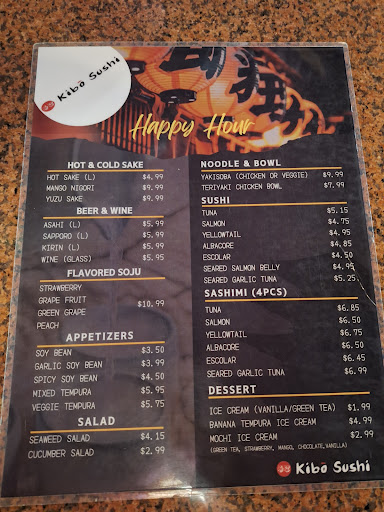 Kibo Sushi
Happy Hour
HOT & COLD SAKE
HOT SAKE (L) $4.99
MANGO NIGORI $9.99
YUZU SAKE $9.99
BEER & WINE
ASAHI (L) $5.99
SAPPORO (L) $5.99
KIRIN (L) $5.99
WINE (GLASS) $5.95
FLAVORED SOJU
STRAWBERRY
GRAPE FRUIT
GREEN GRAPE $10.99
PEACH
APPETIZERS
SOY BEAN $3.50
GARLIC SOY BEAN $3.99
SPICY SOY BEAN $4.50
MIXED TEMPURA $5.95
VEGGIE TEMPURA $5.75
SALAD
SEAWEED SALAD $4.15
CUCUMBER SALAD $2.99
NOODLE & BOWL
YAKISOBA (CHICKEN OR VEGGIE) $9.99
TERIYAKI CHICKEN BOWL $7.99
SUSHI
TUNA $5.15
SALMON $4.75
YELLOWTAIL $4.95
ALBACORE $4.85
ESCOLAR $4.50
SEARED SALMON BELLY $4.95
SEARED GARLIC TUNA $5.25
SASHIMI (4PCS)
TUNA $6.85
SALMON $6.50
YELLOWTAIL $6.75
ALBACORE $6.50
ESCOLAR $6.45
SEARED GARLIC TUNA $6.99
DESSERT
ICE CREAM (VANILLA/GREEN TEA) $1.99
BANANA TEMPURA ICE CREAM $4.99
MOCHI ICE CREAM $2.99
(GREEN TEA, STRAWBERRY, MANGO, CHOCOLATE, VANILLA)
Kibo Sushi